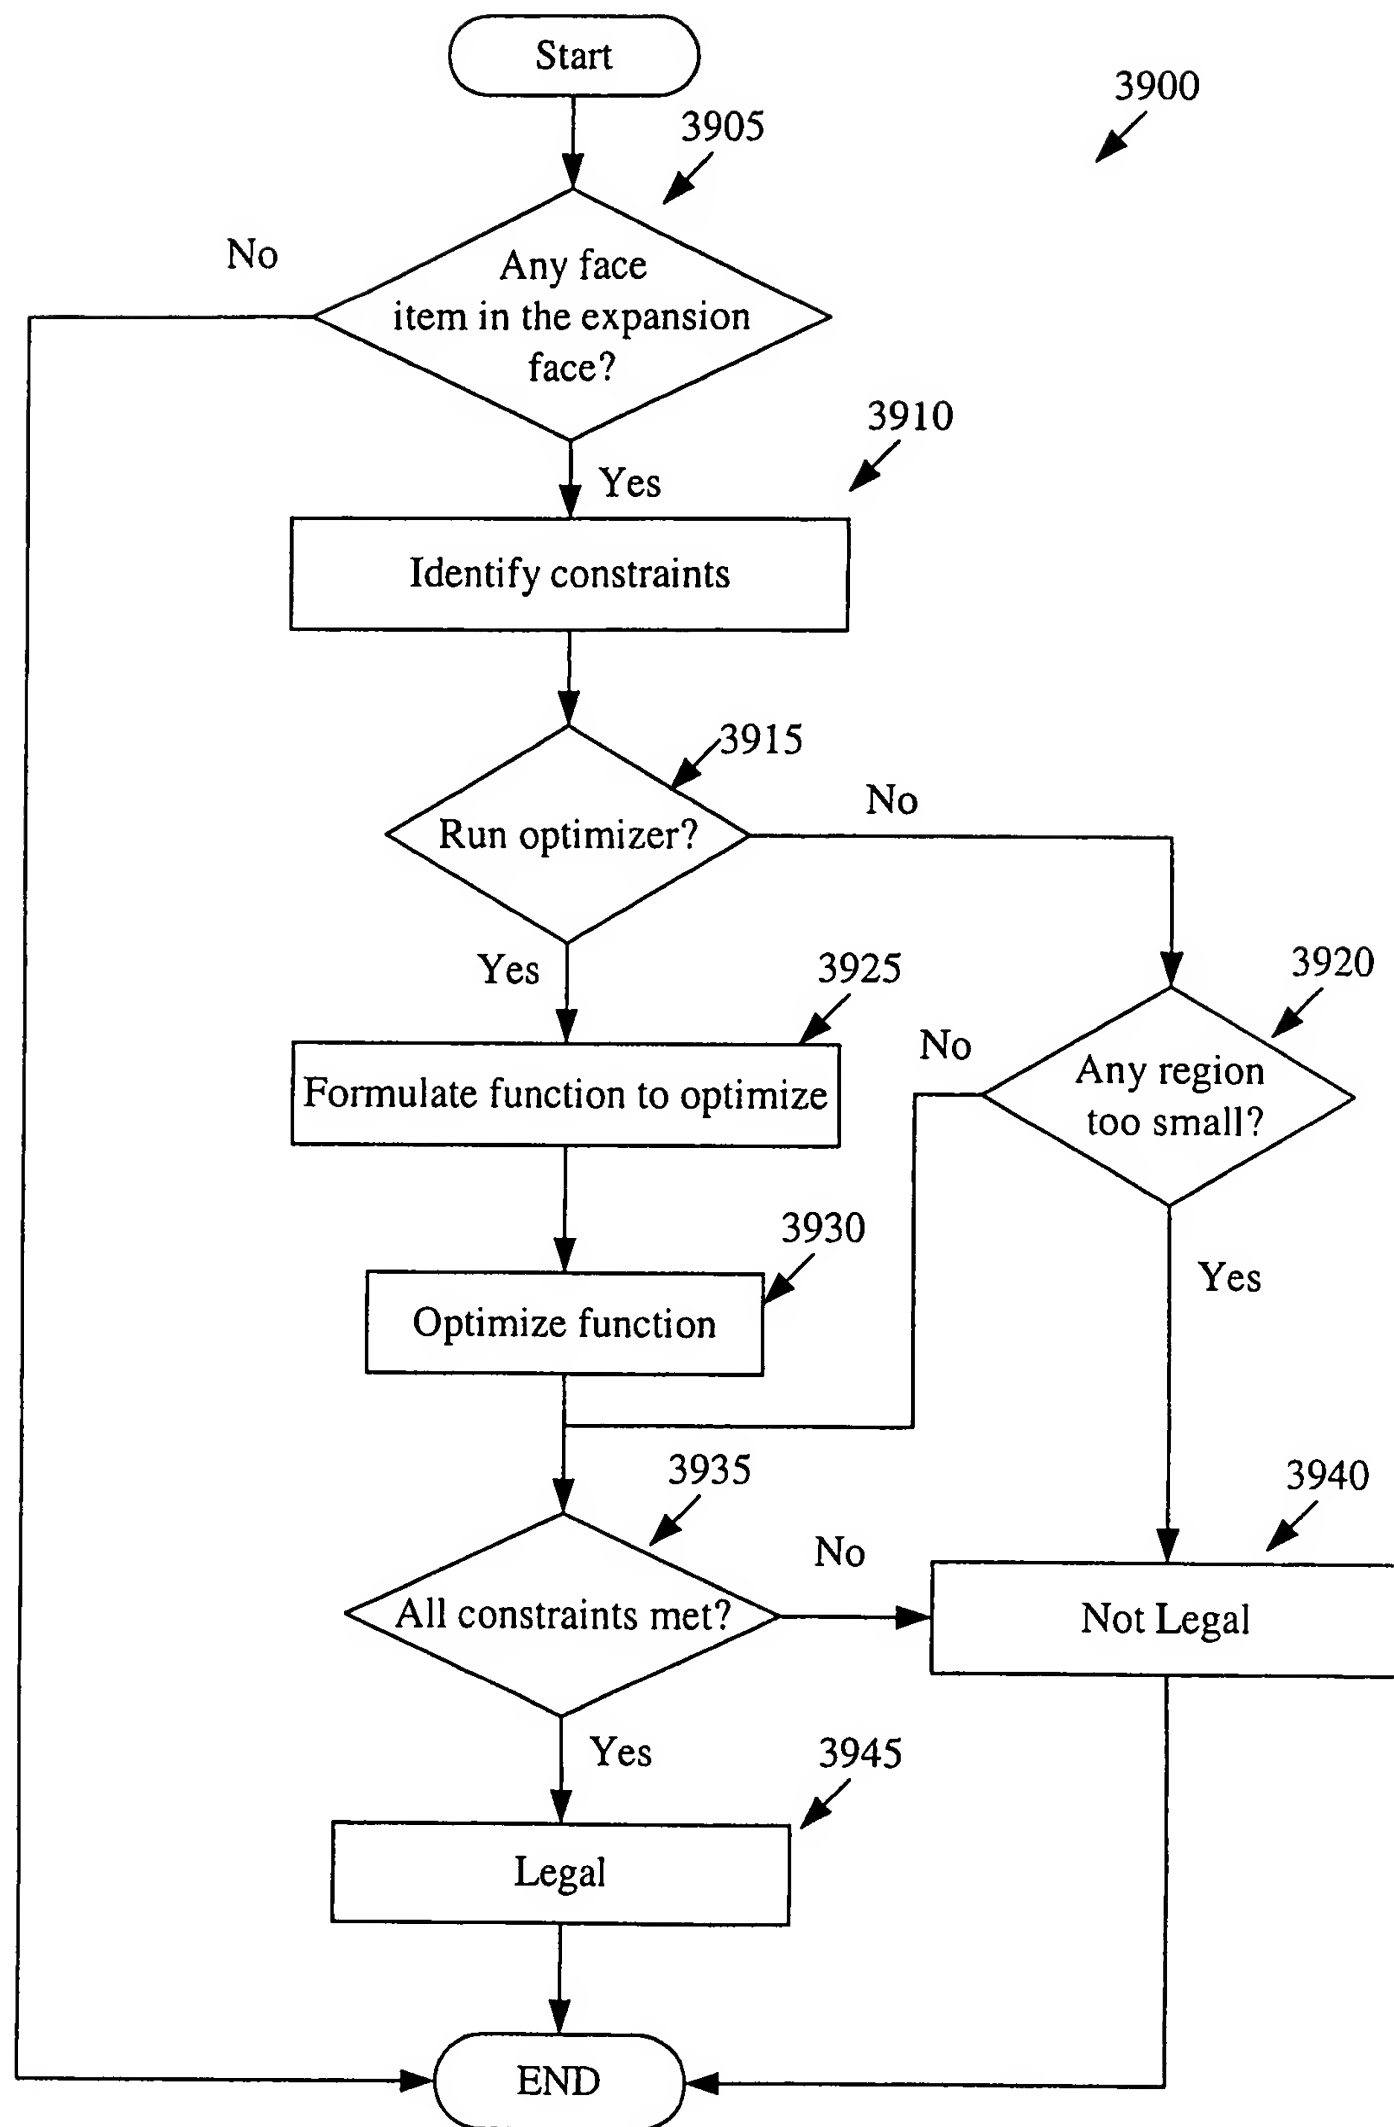 Start
3900
3905
No
Any face
item in the expansion
face?
3910
Yes
Identify constraints
3915
No
Run optimizer?
Yes
3925
3920
No
Any region
too small?
Formulate function to optimize
3930
Yes
Optimize function
3935
3940
No
All constraints met?
Not Legal
Yes
3945
Legal
END